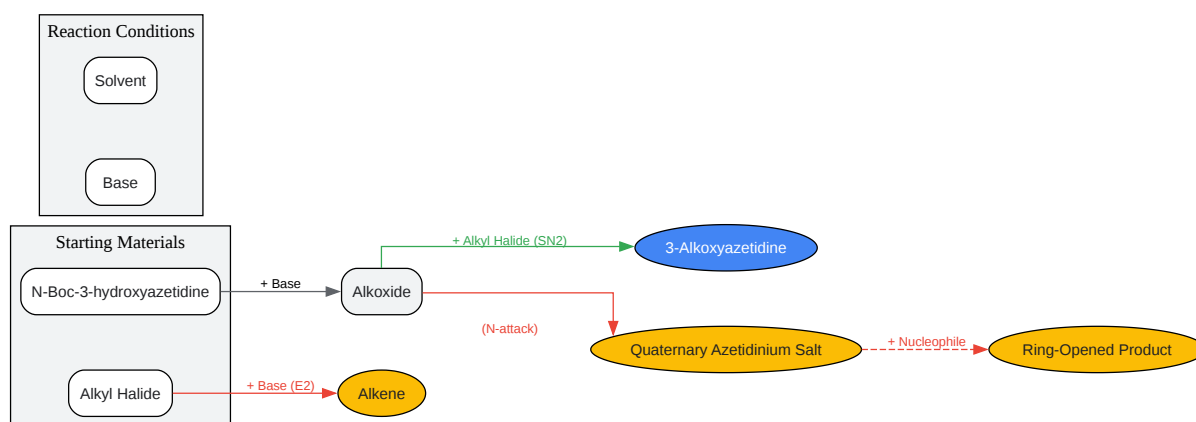 Reaction Conditions
Solvent
Base
Starting Materials
N-Boc-3-hydroxyazetidine
+ Base
Alkoxide
+ Alkyl Halide (SN2)
3-Alkoxyazetidine
(N-attack)
Quaternary Azetidinium Salt
+ Nucleophile
Ring-Opened Product
Alkyl Halide
+ Base (E2)
Alkene